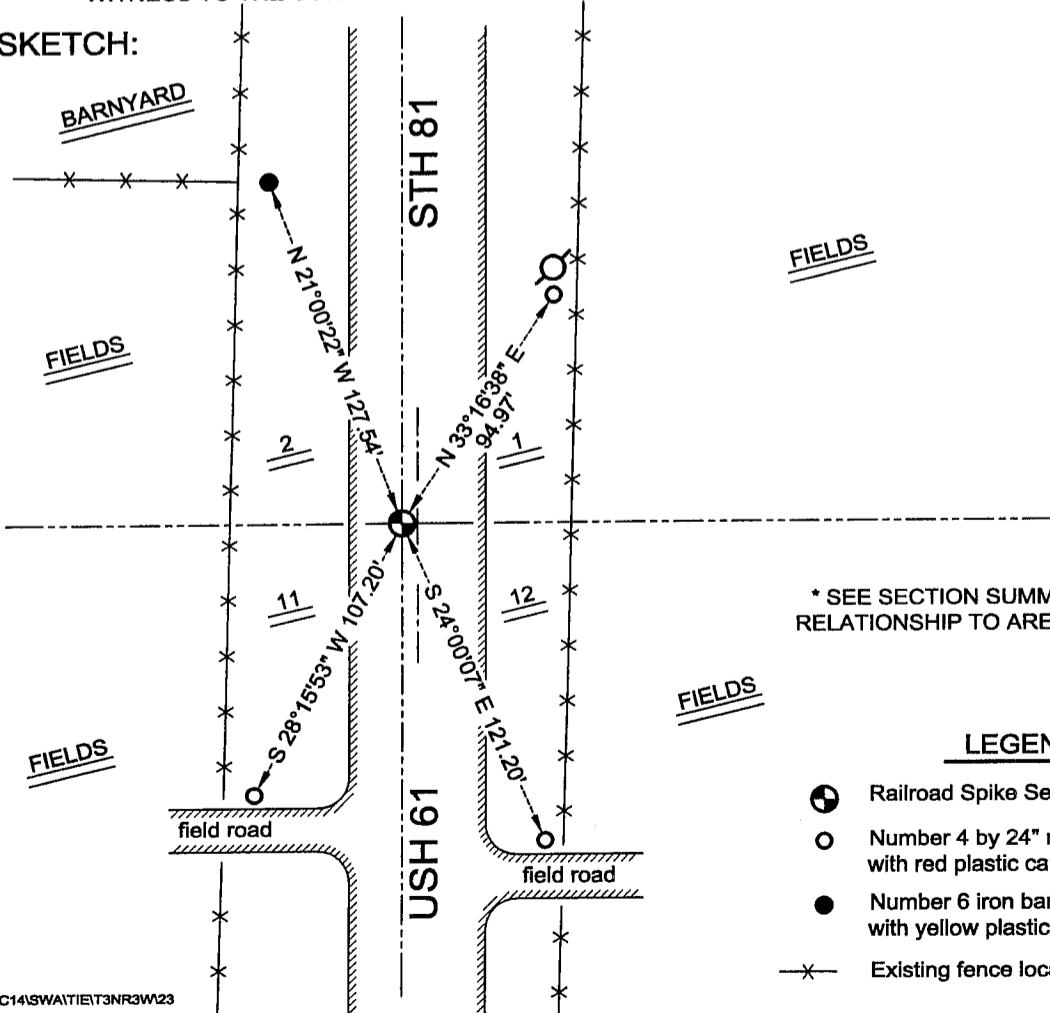 SKETCH:
BARNYARD
STH 81
FIELDS
N 21°00'22" W 127.54'
N 33°16'38" E
94.97'
FIELDS
2
1
11
12
* SEE SECTION SUMM
RELATIONSHIP TO ARE
S 28°15'53" W 107.20'
S 24°00'07" E 121.20'
FIELDS
FIELDS
USH 61
field road
field road
LEGEN
Railroad Spike Se
Number 4 by 24"
with red plastic ca
Number 6 iron bar
with yellow plastic
Existing fence loca
C14\SWA\TIE\T3NR3W\23